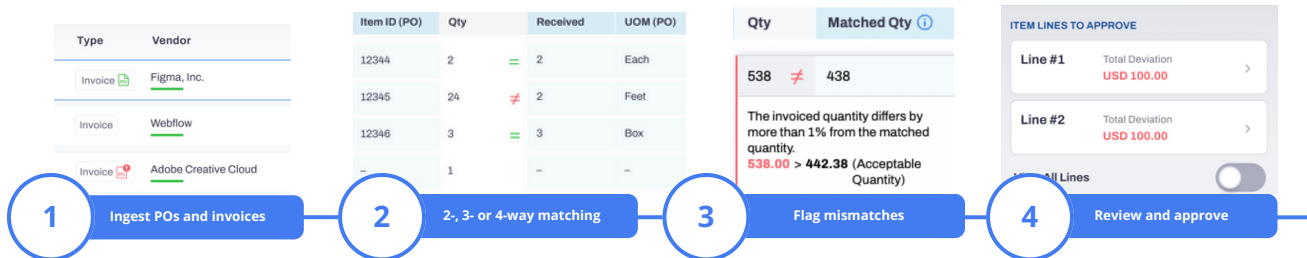 Type Vendor
Invoice Figma, Inc.
Invoice Webflow
Invoice Adobe Creative Cloud
1 Ingest POs and invoices
Item ID (PO) Qty Received UOM (PO)
12344 2 = 2 Each
12345 24 ≠ 2 Feet
12346 3 = 3 Box
– 1 – –
2 2-, 3- or 4-way matching
Qty Matched Qty
538 ≠ 438
The invoiced quantity differs by
more than 1% from the matched
quantity.
538.00 > 442.38 (Acceptable
Quantity)
3 Flag mismatches
ITEM LINES TO APPROVE
Line #1 Total Deviation
USD 100.00
Line #2 Total Deviation
USD 100.00
All Lines
4 Review and approve